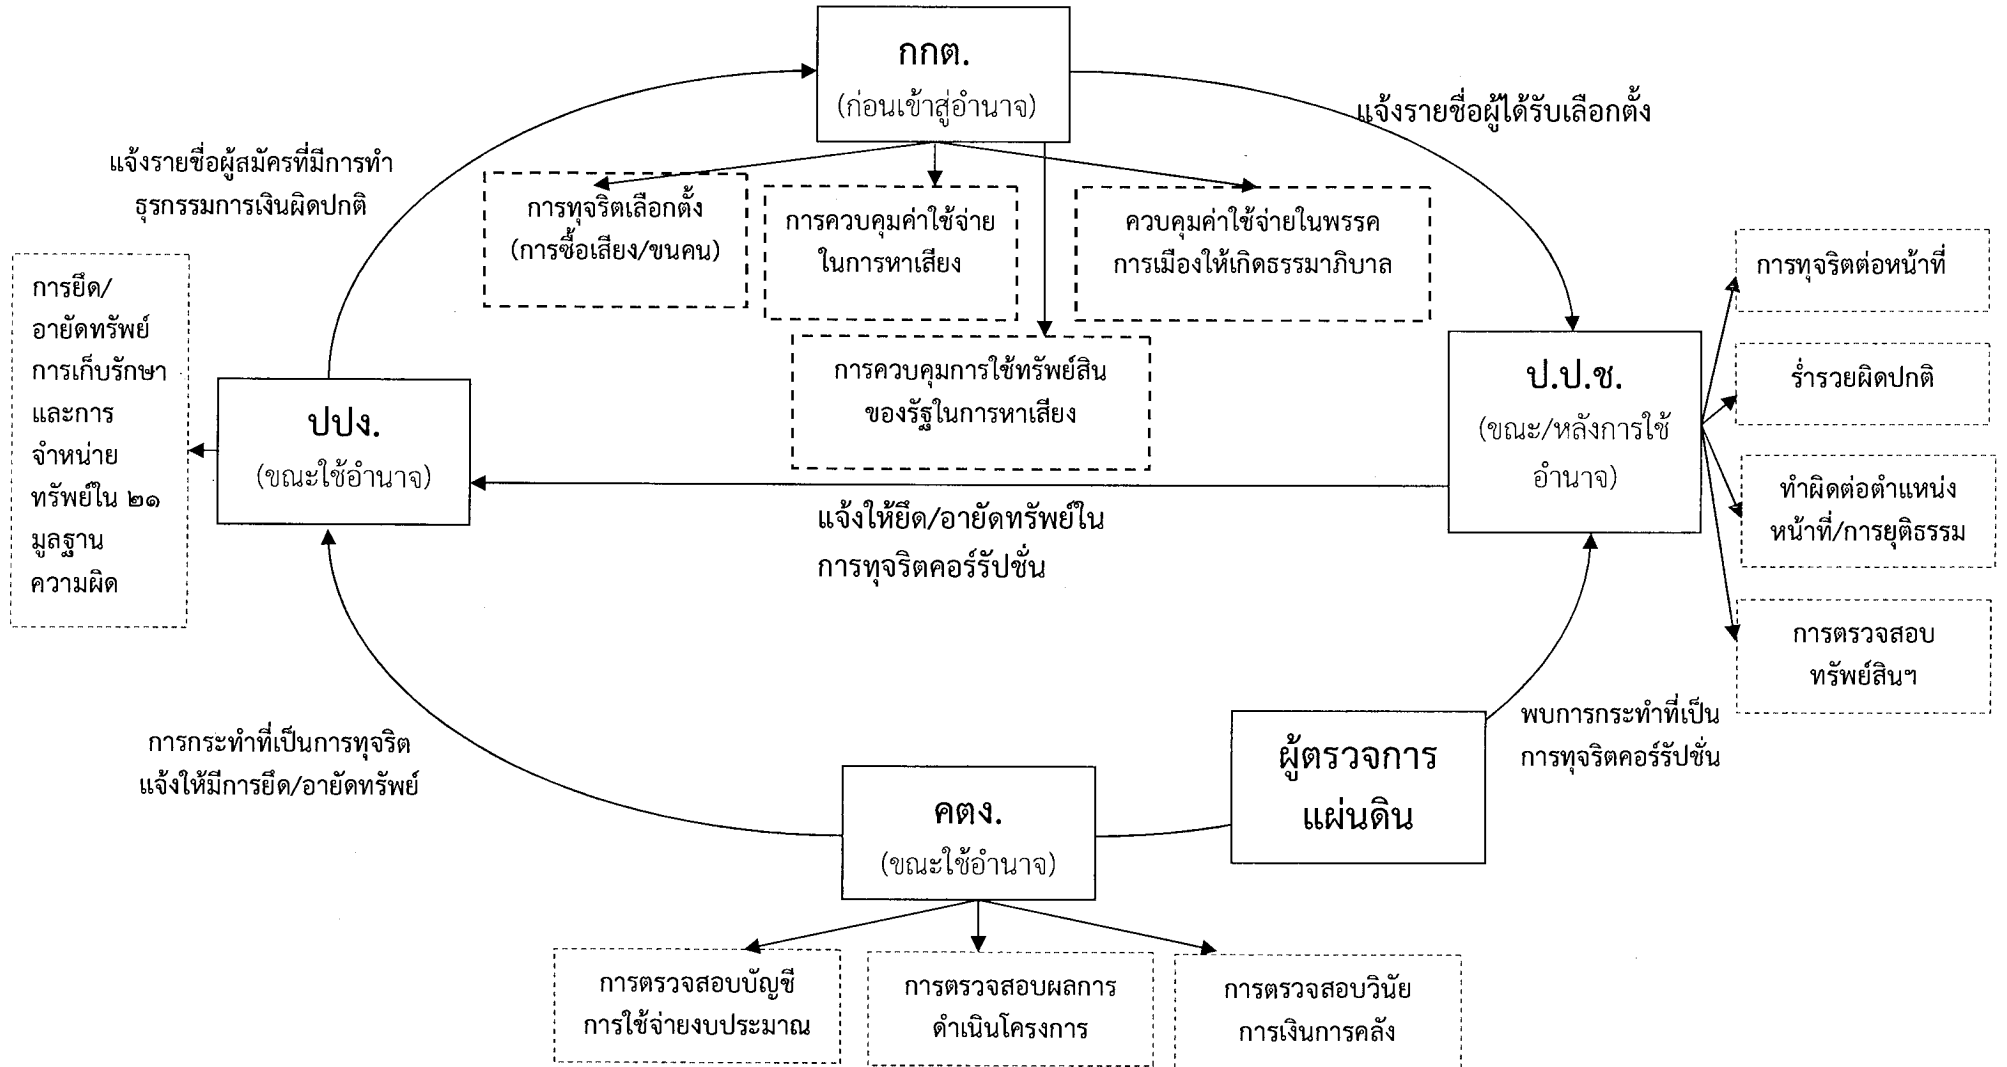 กกต.
(ก่อนเข้าสู่อำนาจ)
แจ้งรายชื่อผู้ได้รับเลือกตั้ง
แจ้งรายชื่อผู้สมัครที่มีการทำ
ธุรกรรมการเงินผิดปกติ
การทุจริตเลือกตั้ง
(การซื้อเสียง/ขนคน)
การควบคุมค่าใช้จ่าย
ในการหาเสียง
ควบคุมค่าใช้จ่ายในพรรค
การเมืองให้เกิดธรรมาภิบาล
การควบคุมการใช้ทรัพย์สิน
ของรัฐในการหาเสียง
การยึด/
อายัดทรัพย์
การเก็บรักษา
และการ
จำหน่าย
ทรัพย์ใน ๒๑
มูลฐาน
ความผิด
ปปง.
(ขณะใช้อำนาจ)
ป.ป.ช.
(ขณะ/หลังการใช้
อำนาจ)
การทุจริตต่อหน้าที่
ร่ำรวยผิดปกติ
ทำผิดต่อตำแหน่ง
หน้าที่/การยุติธรรม
การตรวจสอบ
ทรัพย์สินฯ
แจ้งให้ยึด/อายัดทรัพย์ใน
การทุจริตคอร์รัปชั่น
การกระทำที่เป็นการทุจริต
แจ้งให้มีการยึด/อายัดทรัพย์
พบการกระทำที่เป็น
การทุจริตคอร์รัปชั่น
ผู้ตรวจการ
แผ่นดิน
คตง.
(ขณะใช้อำนาจ)
การตรวจสอบบัญชี
การใช้จ่ายงบประมาณ
การตรวจสอบผลการ
ดำเนินโครงการ
การตรวจสอบวินัย
การเงินการคลัง